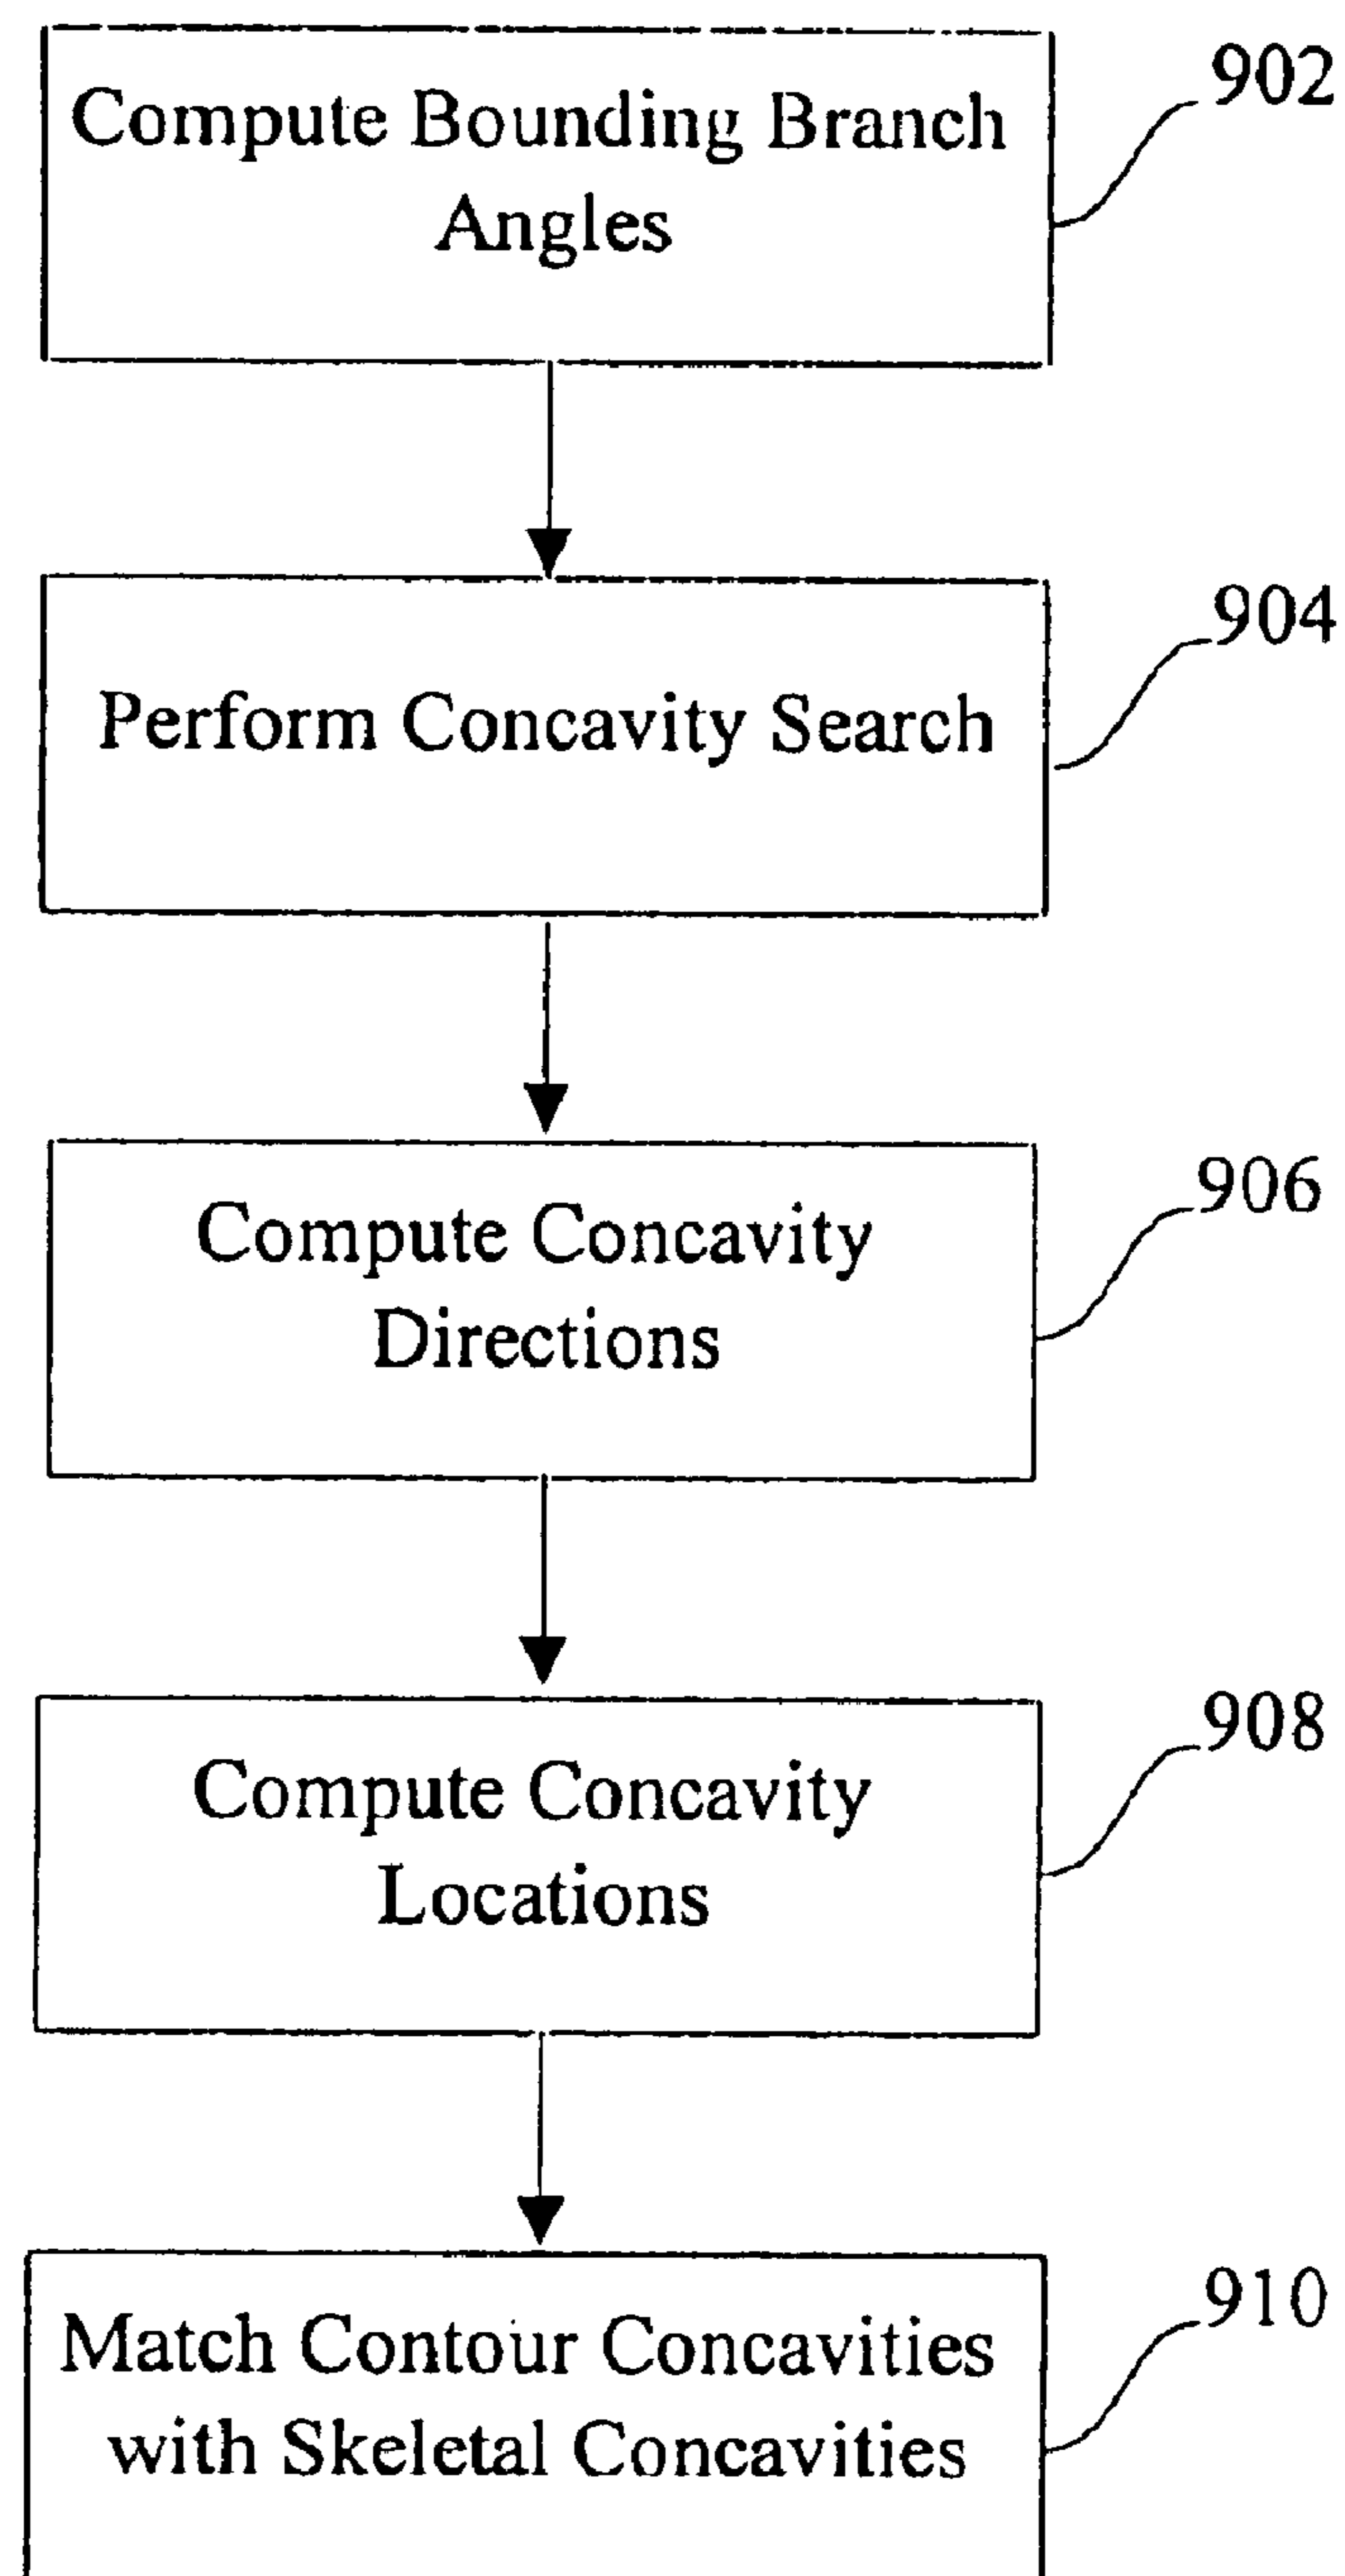 Compute Bounding Branch
Angles
902
Perform Concavity Search
904
Compute Concavity
Directions
906
Compute Concavity
Locations
908
Match Contour Concavities
with Skeletal Concavities
910